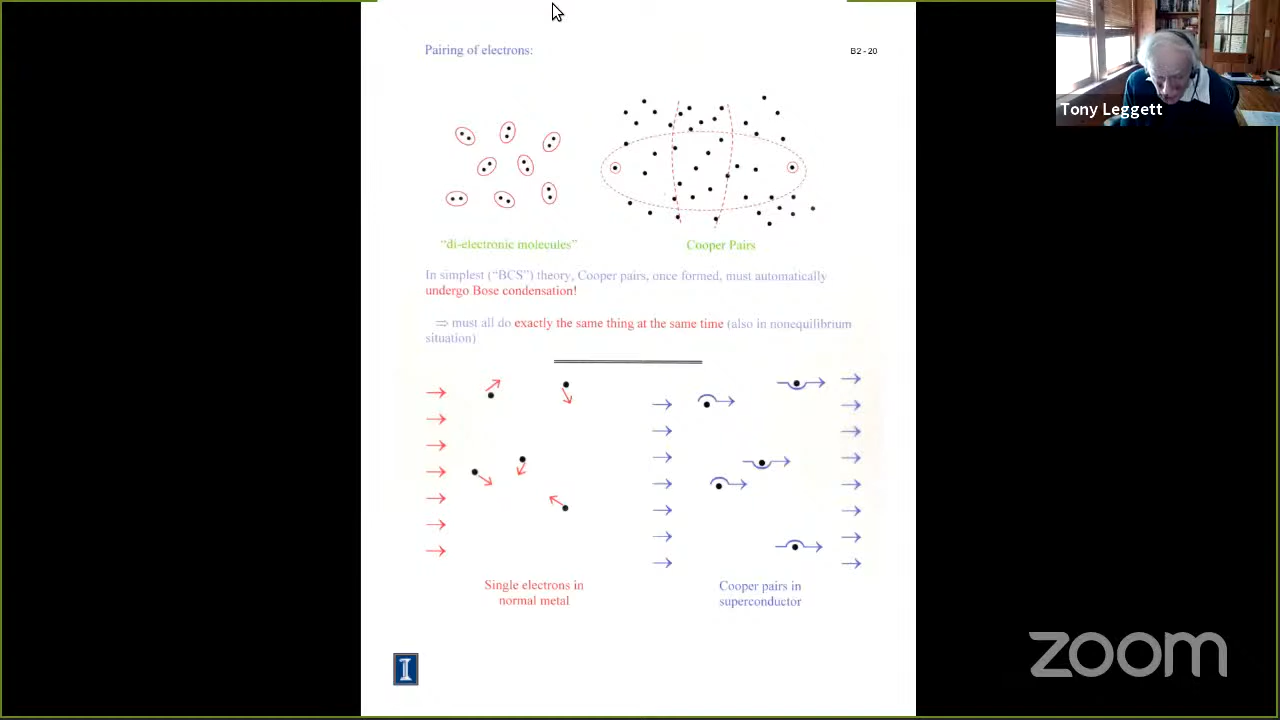 Pairing of electrons:
B2 - 20
Tony Leggett
“di-electronic molecules”
Cooper Pairs
In simplest (“BCS”) theory, Cooper pairs, once formed, must automatically
undergo Bose condensation!
⇒ must all do exactly the same thing at the same time (also in nonequilibrium
situation)
Single electrons in
normal metal
Cooper pairs in
superconductor
I
zoom